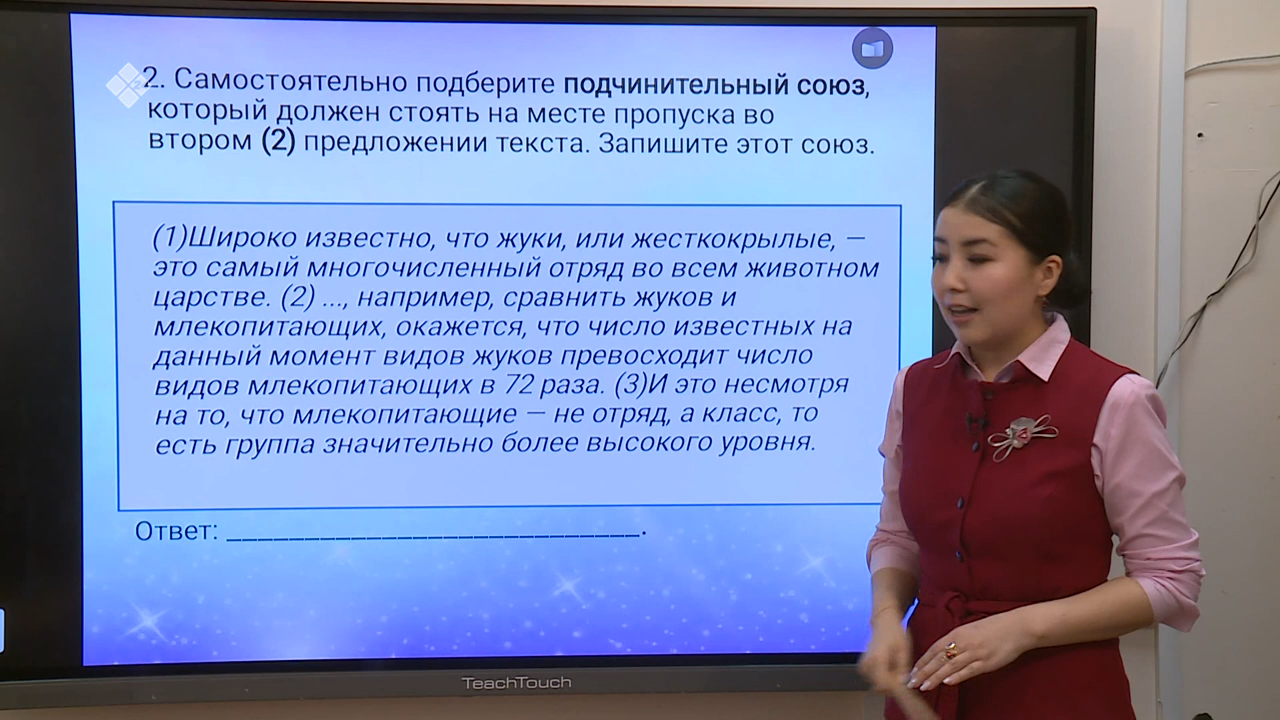 2. Самостоятельно подберите подчинительный союз,
который должен стоять на месте пропуска во
втором (2) предложении текста. Запишите этот союз.
(1)Широко известно, что жуки, или жесткокрылые, —
это самый многочисленный отряд во всем животном
царстве. (2) ..., например, сравнить жуков и
млекопитающих, окажется, что число известных на
данный момент видов жуков превосходит число
видов млекопитающих в 72 раза. (3)И это несмотря
на то, что млекопитающие — не отряд, а класс, то
есть группа значительно более высокого уровня.
Ответ: ____________________________.
TeachTouch